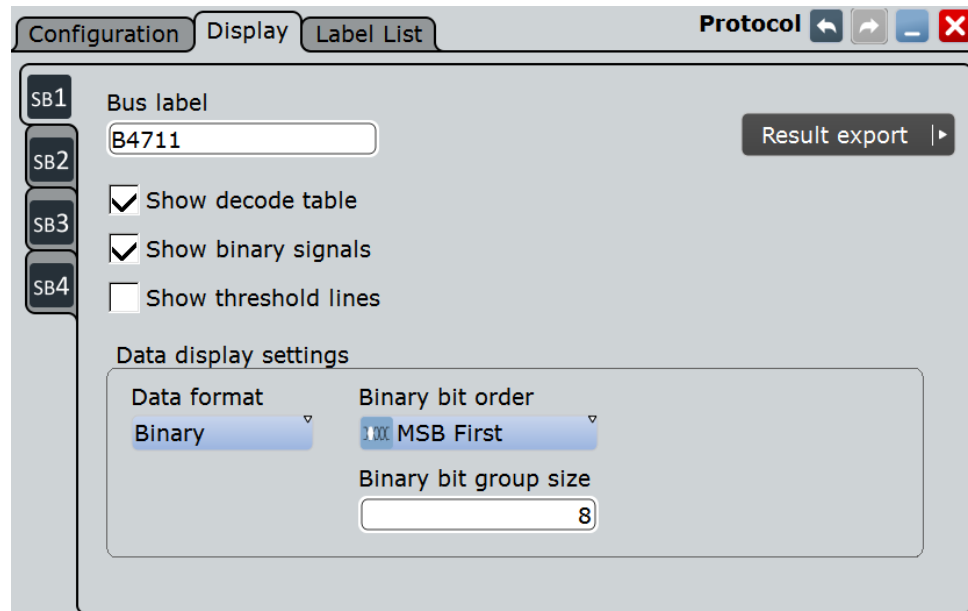 Configuration Display Label List Protocol
SB1
Bus label
B4711
Result export
SB2
Show decode table
SB3
Show binary signals
SB4
Show threshold lines
Data display settings
Data format Binary bit order
Binary MSB First
Binary bit group size
8